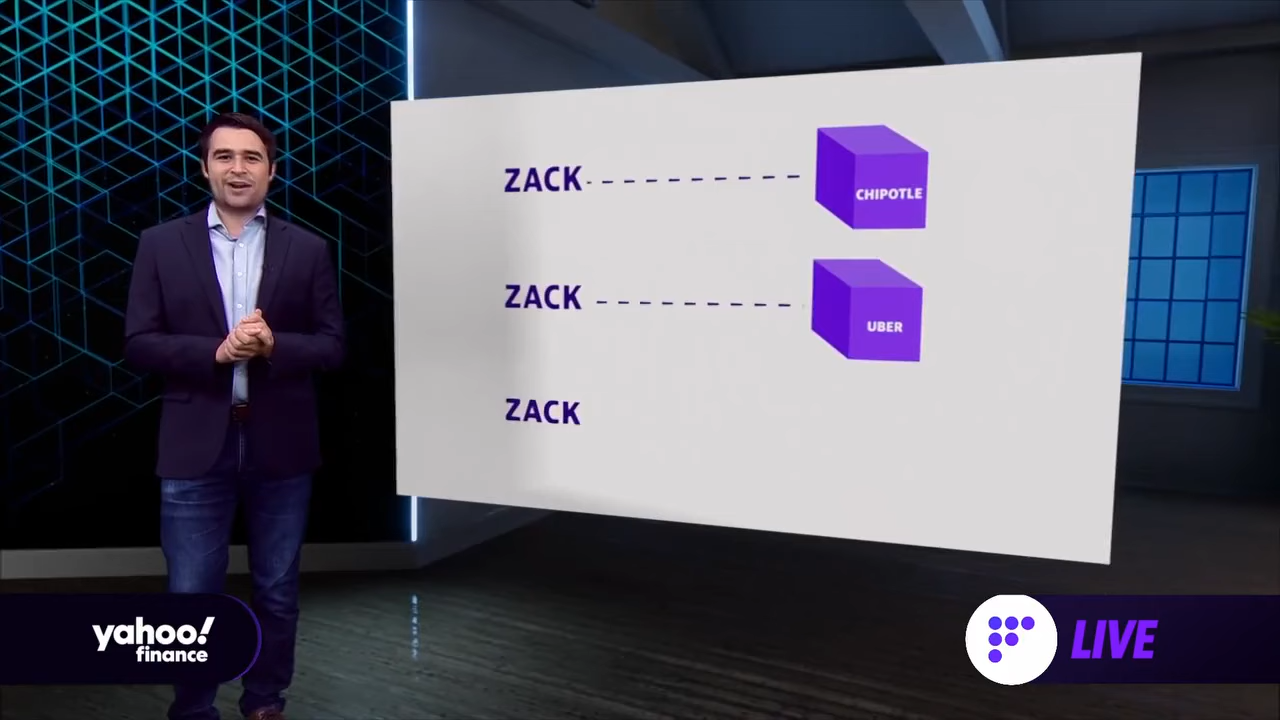 ZACK
CHIPOTLE
ZACK
UBER
ZACK
yahoo!
finance
LIVE